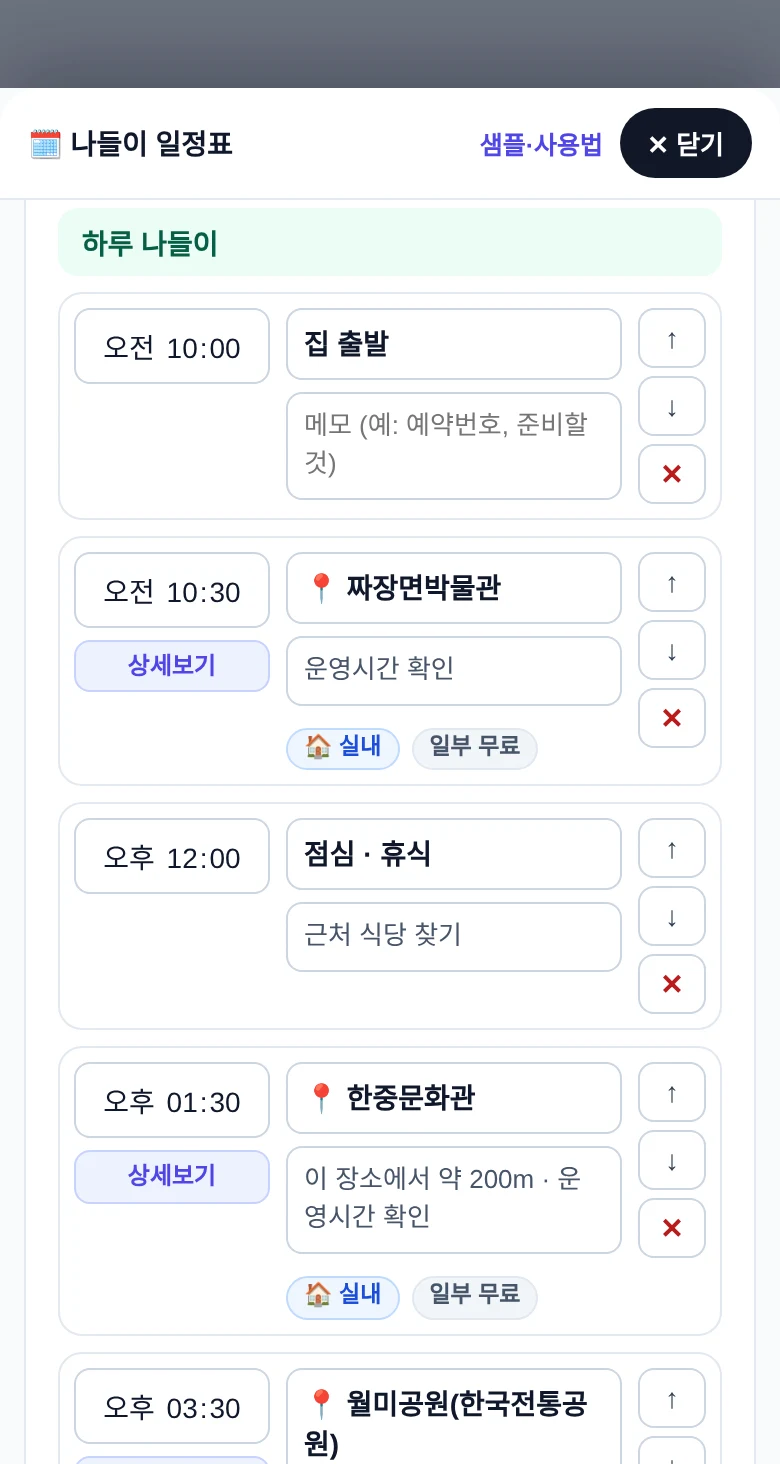 🗓️ 나들이 일정표
샘플·사용법
✕ 닫기
하루 나들이
오전 10:00
집 출발
메모 (예: 예약번호, 준비할
것)
↑
↓
✕
오전 10:30
상세보기
📍 짜장면박물관
운영시간 확인
🏠 실내
일부 무료
↑
↓
✕
오후 12:00
점심 · 휴식
근처 식당 찾기
↑
↓
✕
오후 01:30
상세보기
📍 한중문화관
이 장소에서 약 200m · 운
영시간 확인
🏠 실내
일부 무료
↑
↓
✕
오후 03:30
📍 월미공원(한국전통공
원)
↑